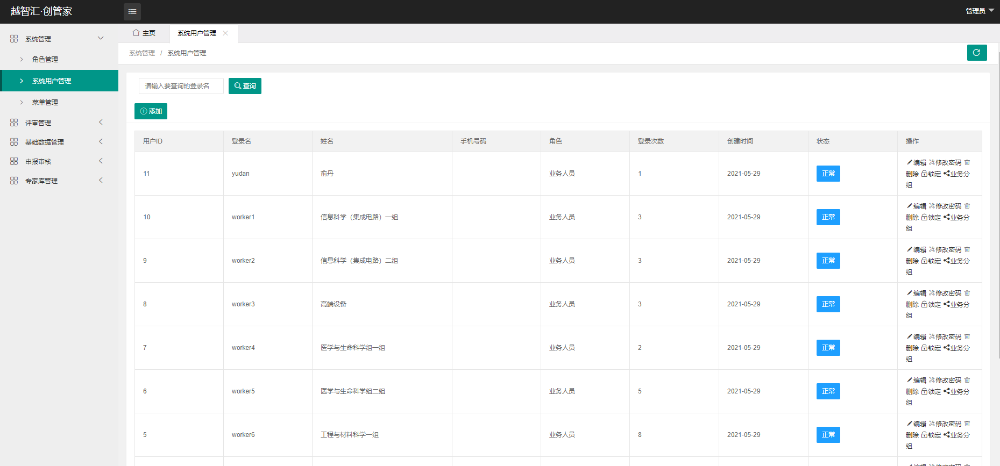 越智汇·创管家
管理员
系统管理
角色管理
系统用户管理
菜单管理
评审管理
基础数据管理
申报审核
专家库管理
主页 系统用户管理
系统管理 / 系统用户管理
请输入要查询的登录名 查询
添加
用户ID 登录名 姓名 手机号码 角色 登录次数 创建时间 状态 操作
11 yudan 俞丹 业务人员 1 2021-05-29 正常 编辑 修改密码
删除 锁定 业务分
组
10 worker1 信息科学（集成电路）一组 业务人员 3 2021-05-29 正常 编辑 修改密码
删除 锁定 业务分
组
9 worker2 信息科学（集成电路）二组 业务人员 3 2021-05-29 正常 编辑 修改密码
删除 锁定 业务分
组
8 worker3 高端设备 业务人员 3 2021-05-29 正常 编辑 修改密码
删除 锁定 业务分
组
7 worker4 医学与生命科学组一组 业务人员 2 2021-05-29 正常 编辑 修改密码
删除 锁定 业务分
组
6 worker5 医学与生命科学组二组 业务人员 5 2021-05-29 正常 编辑 修改密码
删除 锁定 业务分
组
5 worker6 工程与材料科学一组 业务人员 8 2021-05-29 正常 编辑 修改密码
删除 锁定 业务分
组